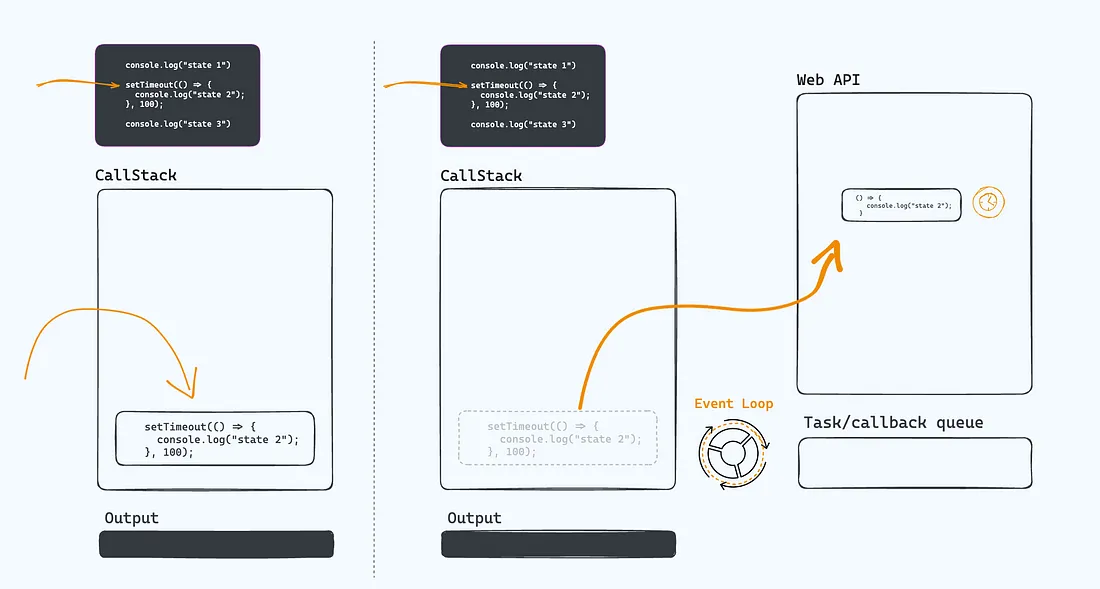 console.log("state 1")
setTimeout(() => {
console.log("state 2");
}, 100);
console.log("state 3")
CallStack
setTimeout(() => {
console.log("state 2");
}, 100);
Output
console.log("state 1")
setTimeout(() => {
console.log("state 2");
}, 100);
console.log("state 3")
CallStack
setTimeout(() => {
console.log("state 2");
}, 100);
Output
Web API
() => {
console.log("state 2");
}
Event Loop
Task/callback queue